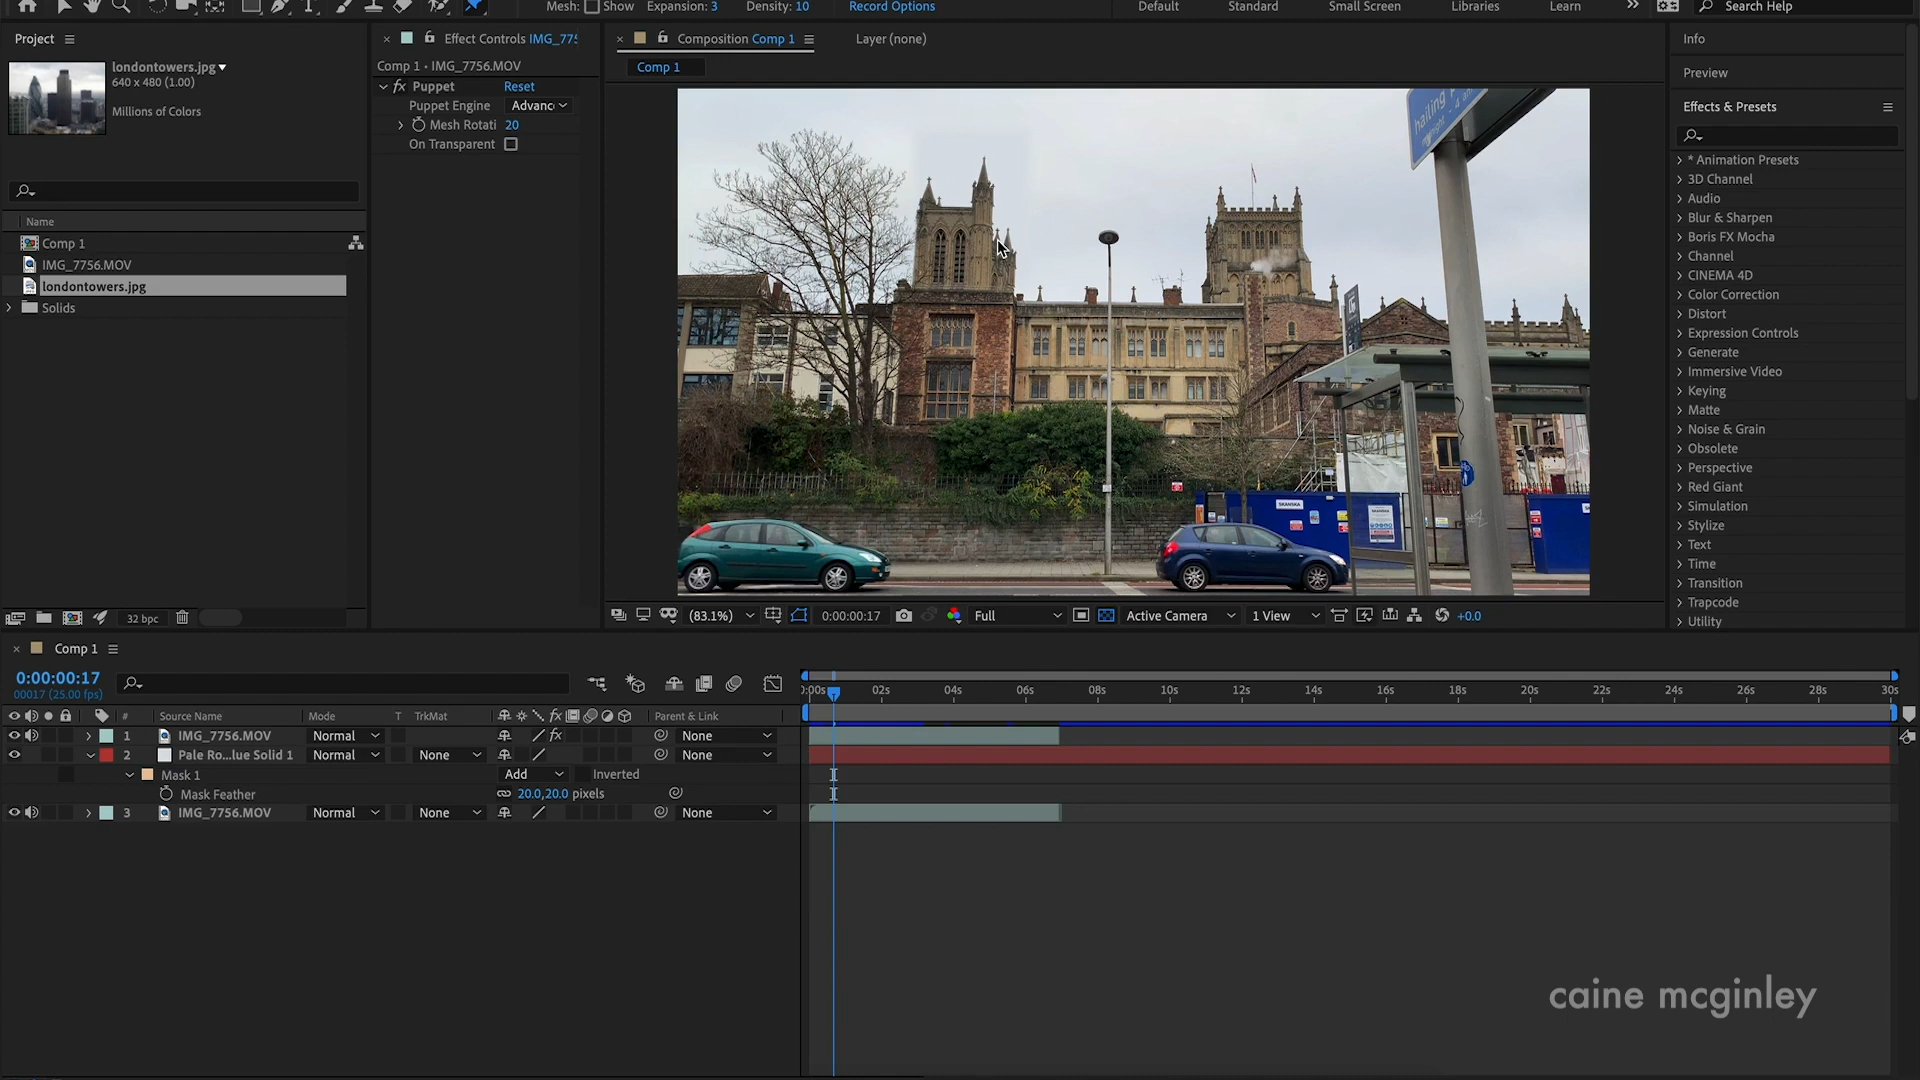 Mesh: Show Expansion: 3 Density: 10 Record Options Default Standard Small Screen Libraries Learn Search Help
Project
londontowers.jpg
640 x 480 (1.00)
Millions of Colors
Name
Comp 1
IMG_7756.MOV
londontowers.jpg
Solids
32 bpc
Effect Controls IMG_775
Comp 1 • IMG_7756.MOV
fx Puppet Reset
Puppet Engine Advanc
Mesh Rotati 20
On Transparent
Composition Comp 1 Layer (none)
Comp 1
hailing
SKANSKA
(83.1%) 0:00:00:17 Full Active Camera 1 View +0.0
Info
Preview
Effects & Presets
* Animation Presets
3D Channel
Audio
Blur & Sharpen
Boris FX Mocha
Channel
CINEMA 4D
Color Correction
Distort
Expression Controls
Generate
Immersive Video
Keying
Matte
Noise & Grain
Obsolete
Perspective
Red Giant
Simulation
Stylize
Text
Time
Transition
Trapcode
Utility
Comp 1
0:00:00:17
00017 (25.00 fps)
# Source Name Mode T TrkMat fx Parent & Link
1 IMG_7756.MOV Normal fx None
2 Pale Ro...lue Solid 1 Normal None None
Mask 1 Add Inverted
Mask Feather 20.0,20.0 pixels
3 IMG_7756.MOV Normal None None
):00s 02s 04s 06s 08s 10s 12s 14s 16s 18s 20s 22s 24s 26s 28s 30s
caine mcginley